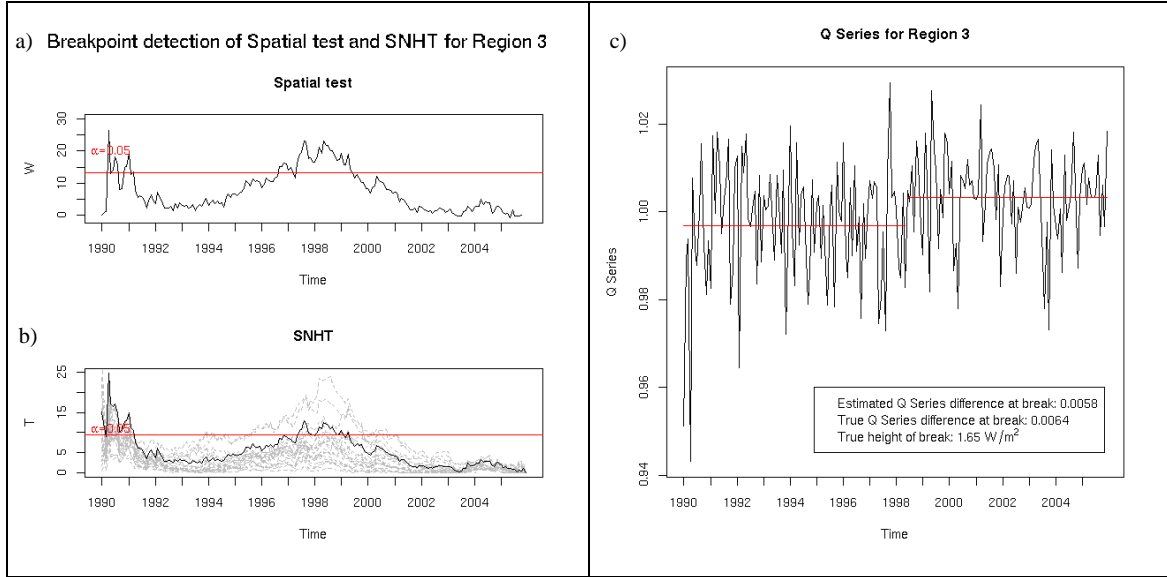 a) Breakpoint detection of Spatial test and SNHT for Region 3
Spatial test
W
30
20
10
0
α=0.05
1990 1992 1994 1996 1998 2000 2002 2004
Time
b)
SNHT
T
25
15
5
0
α=0.05
1990 1992 1994 1996 1998 2000 2002 2004
Time
c)
Q Series for Region 3
Q Series
1.02
1.00
0.98
0.96
0.94
Estimated Q Series difference at break: 0.0058
True Q Series difference at break: 0.0064
True height of break: 1.65 W/m²
1990 1992 1994 1996 1998 2000 2002 2004
Time